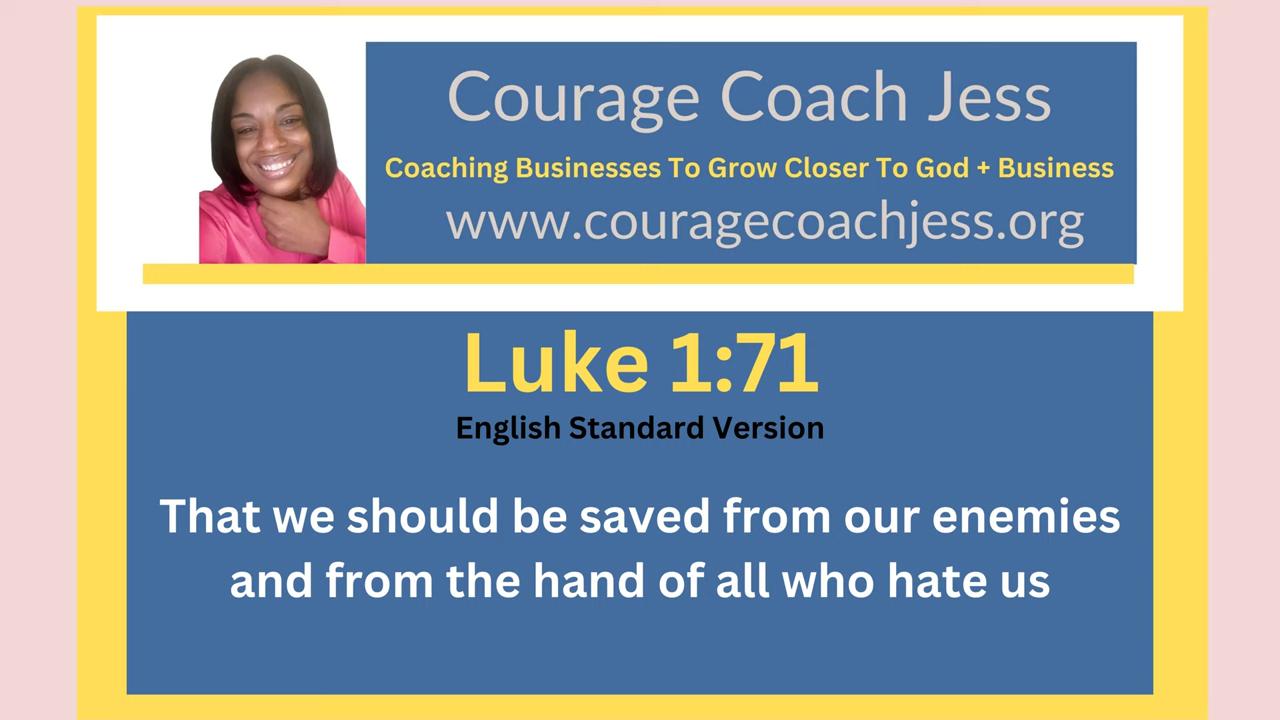 Courage Coach Jess
Coaching Businesses To Grow Closer To God + Business
www.couragecoachjess.org
Luke 1:71
English Standard Version
That we should be saved from our enemies
and from the hand of all who hate us